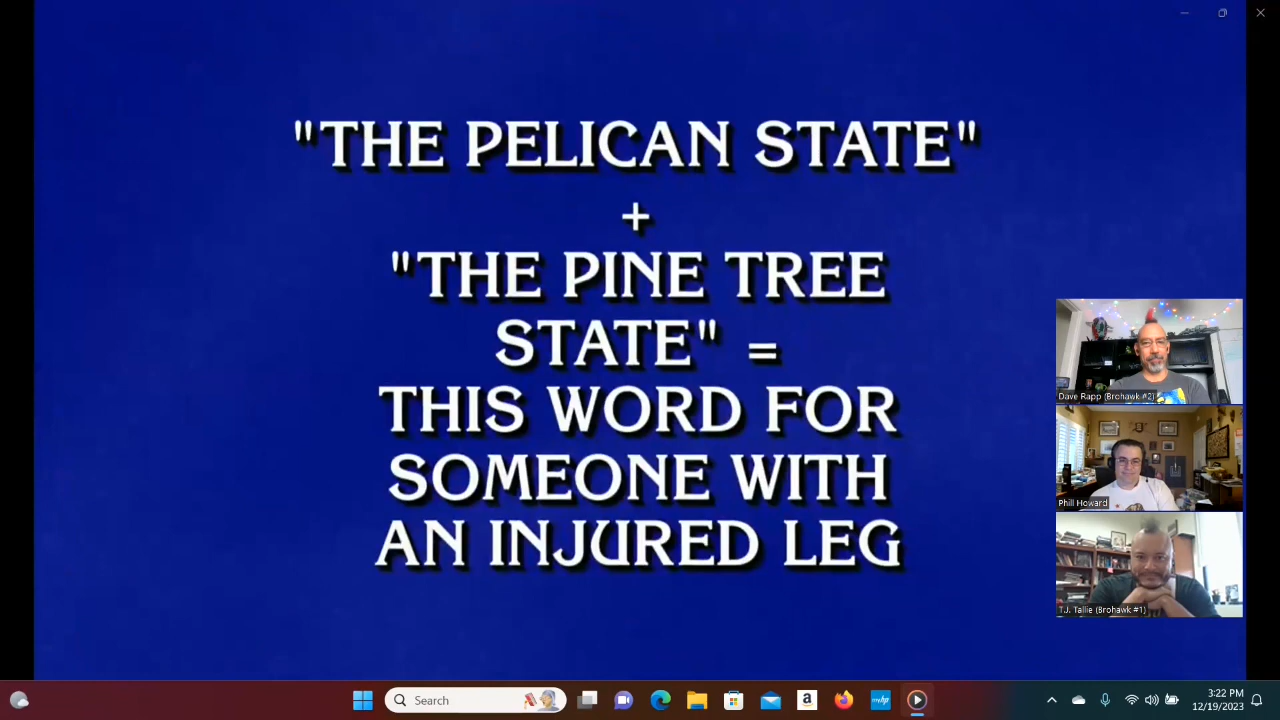 "THE PELICAN STATE"
+
"THE PINE TREE
STATE" =
THIS WORD FOR
SOMEONE WITH
AN INJURED LEG
Dave Rapp (Brohawk #2)
Phill Howard
T.J. Tallie (Brohawk #1)
Search
a
myhp
3:22 PM
12/19/2023